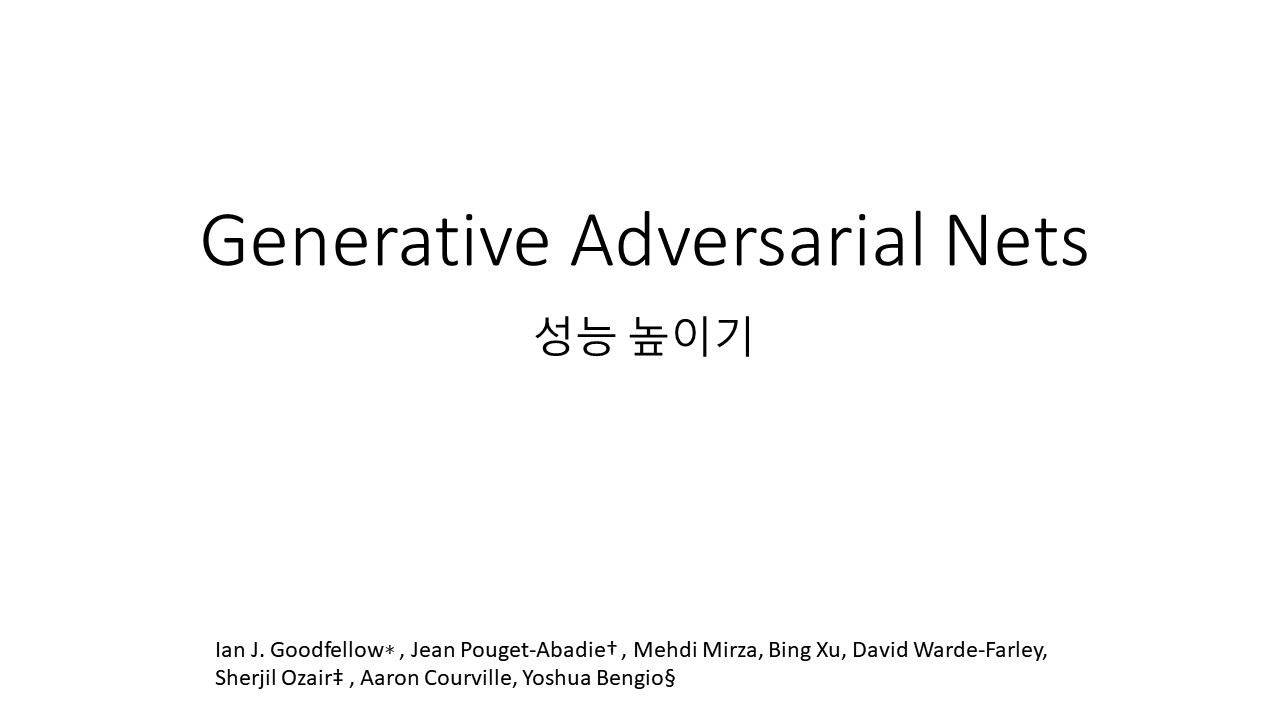 Generative Adversarial Nets
성능 높이기
Ian J. Goodfellow∗ , Jean Pouget-Abadie† , Mehdi Mirza, Bing Xu, David Warde-Farley,
Sherjil Ozair‡ , Aaron Courville, Yoshua Bengio§